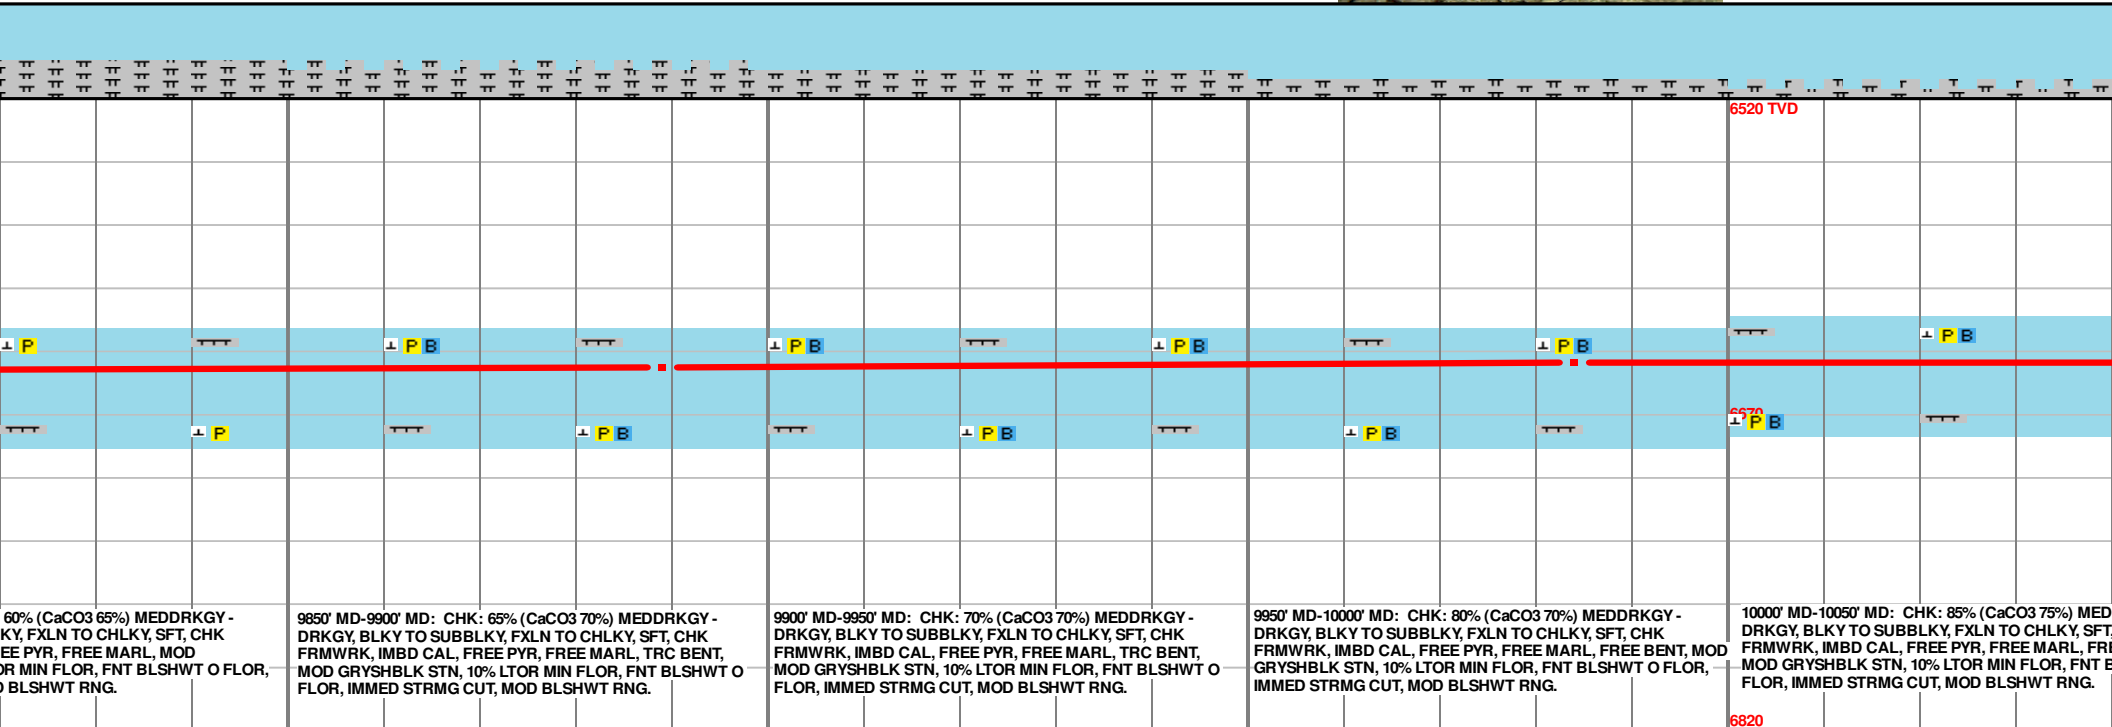 6520 TVD
P
P B
P B
P B
P B
P B
6670
P
P B
P B
P B
P B
60% (CaCO3 65%) MEDDRKGY -
KY, FXLN TO CHLKY, SFT, CHK
EE PYR, FREE MARL, MOD
OR MIN FLOR, FNT BLSHWT O FLOR,
BLSHWT RNG.
9850' MD-9900' MD: CHK: 65% (CaCO3 70%) MEDDRKGY -
DRKGY, BLKY TO SUBBLKY, FXLN TO CHLKY, SFT, CHK
FRMWRK, IMBD CAL, FREE PYR, FREE MARL, TRC BENT,
MOD GRYSHBLK STN, 10% LTOR MIN FLOR, FNT BLSHWT O
FLOR, IMMED STRMG CUT, MOD BLSHWT RNG.
9900' MD-9950' MD: CHK: 70% (CaCO3 70%) MEDDRKGY -
DRKGY, BLKY TO SUBBLKY, FXLN TO CHLKY, SFT, CHK
FRMWRK, IMBD CAL, FREE PYR, FREE MARL, TRC BENT,
MOD GRYSHBLK STN, 10% LTOR MIN FLOR, FNT BLSHWT O
FLOR, IMMED STRMG CUT, MOD BLSHWT RNG.
9950' MD-10000' MD: CHK: 80% (CaCO3 70%) MEDDRKGY -
DRKGY, BLKY TO SUBBLKY, FXLN TO CHLKY, SFT, CHK
FRMWRK, IMBD CAL, FREE PYR, FREE MARL, FREE BENT, MOD
GRYSHBLK STN, 10% LTOR MIN FLOR, FNT BLSHWT O FLOR,
IMMED STRMG CUT, MOD BLSHWT RNG.
10000' MD-10050' MD: CHK: 85% (CaCO3 75%) MED
DRKGY, BLKY TO SUBBLKY, FXLN TO CHLKY, SFT,
FRMWRK, IMBD CAL, FREE PYR, FREE MARL, FRE
MOD GRYSHBLK STN, 10% LTOR MIN FLOR, FNT B
FLOR, IMMED STRMG CUT, MOD BLSHWT RNG.
6820